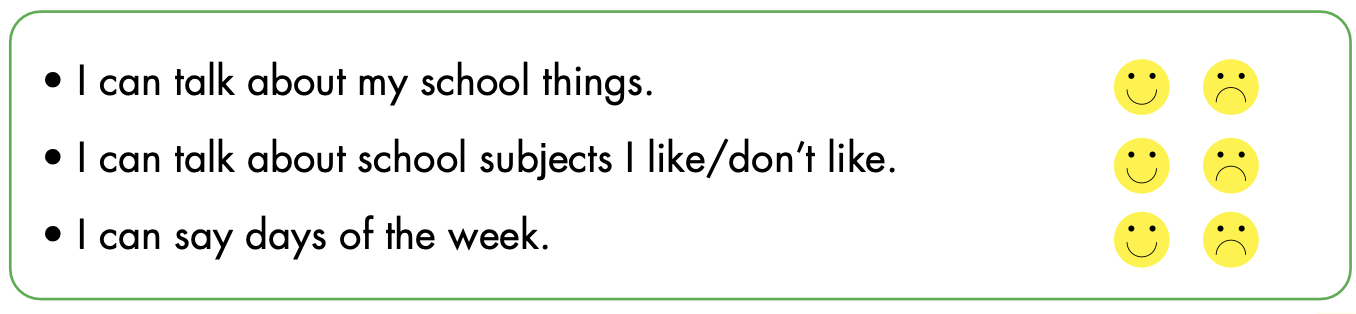 • I can talk about my school things.
• I can talk about school subjects I like/don’t like.
• I can say days of the week.